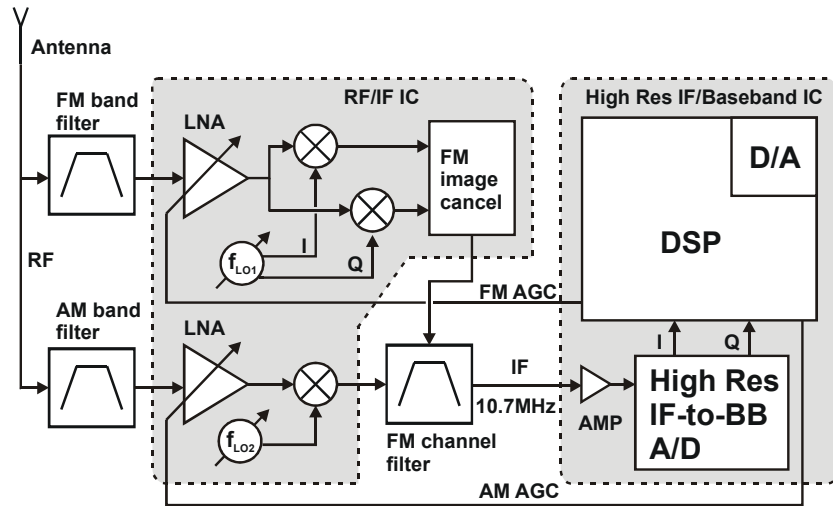 Antenna
FM band
filter
RF/IF IC
High Res IF/Baseband IC
LNA
FM
image
cancel
D/A
DSP
I
Q
fLO1
RF
FM AGC
AM band
filter
LNA
I
Q
IF
10.7MHz
AMP
High Res
IF-to-BB
A/D
fLO2
FM channel
filter
AM AGC